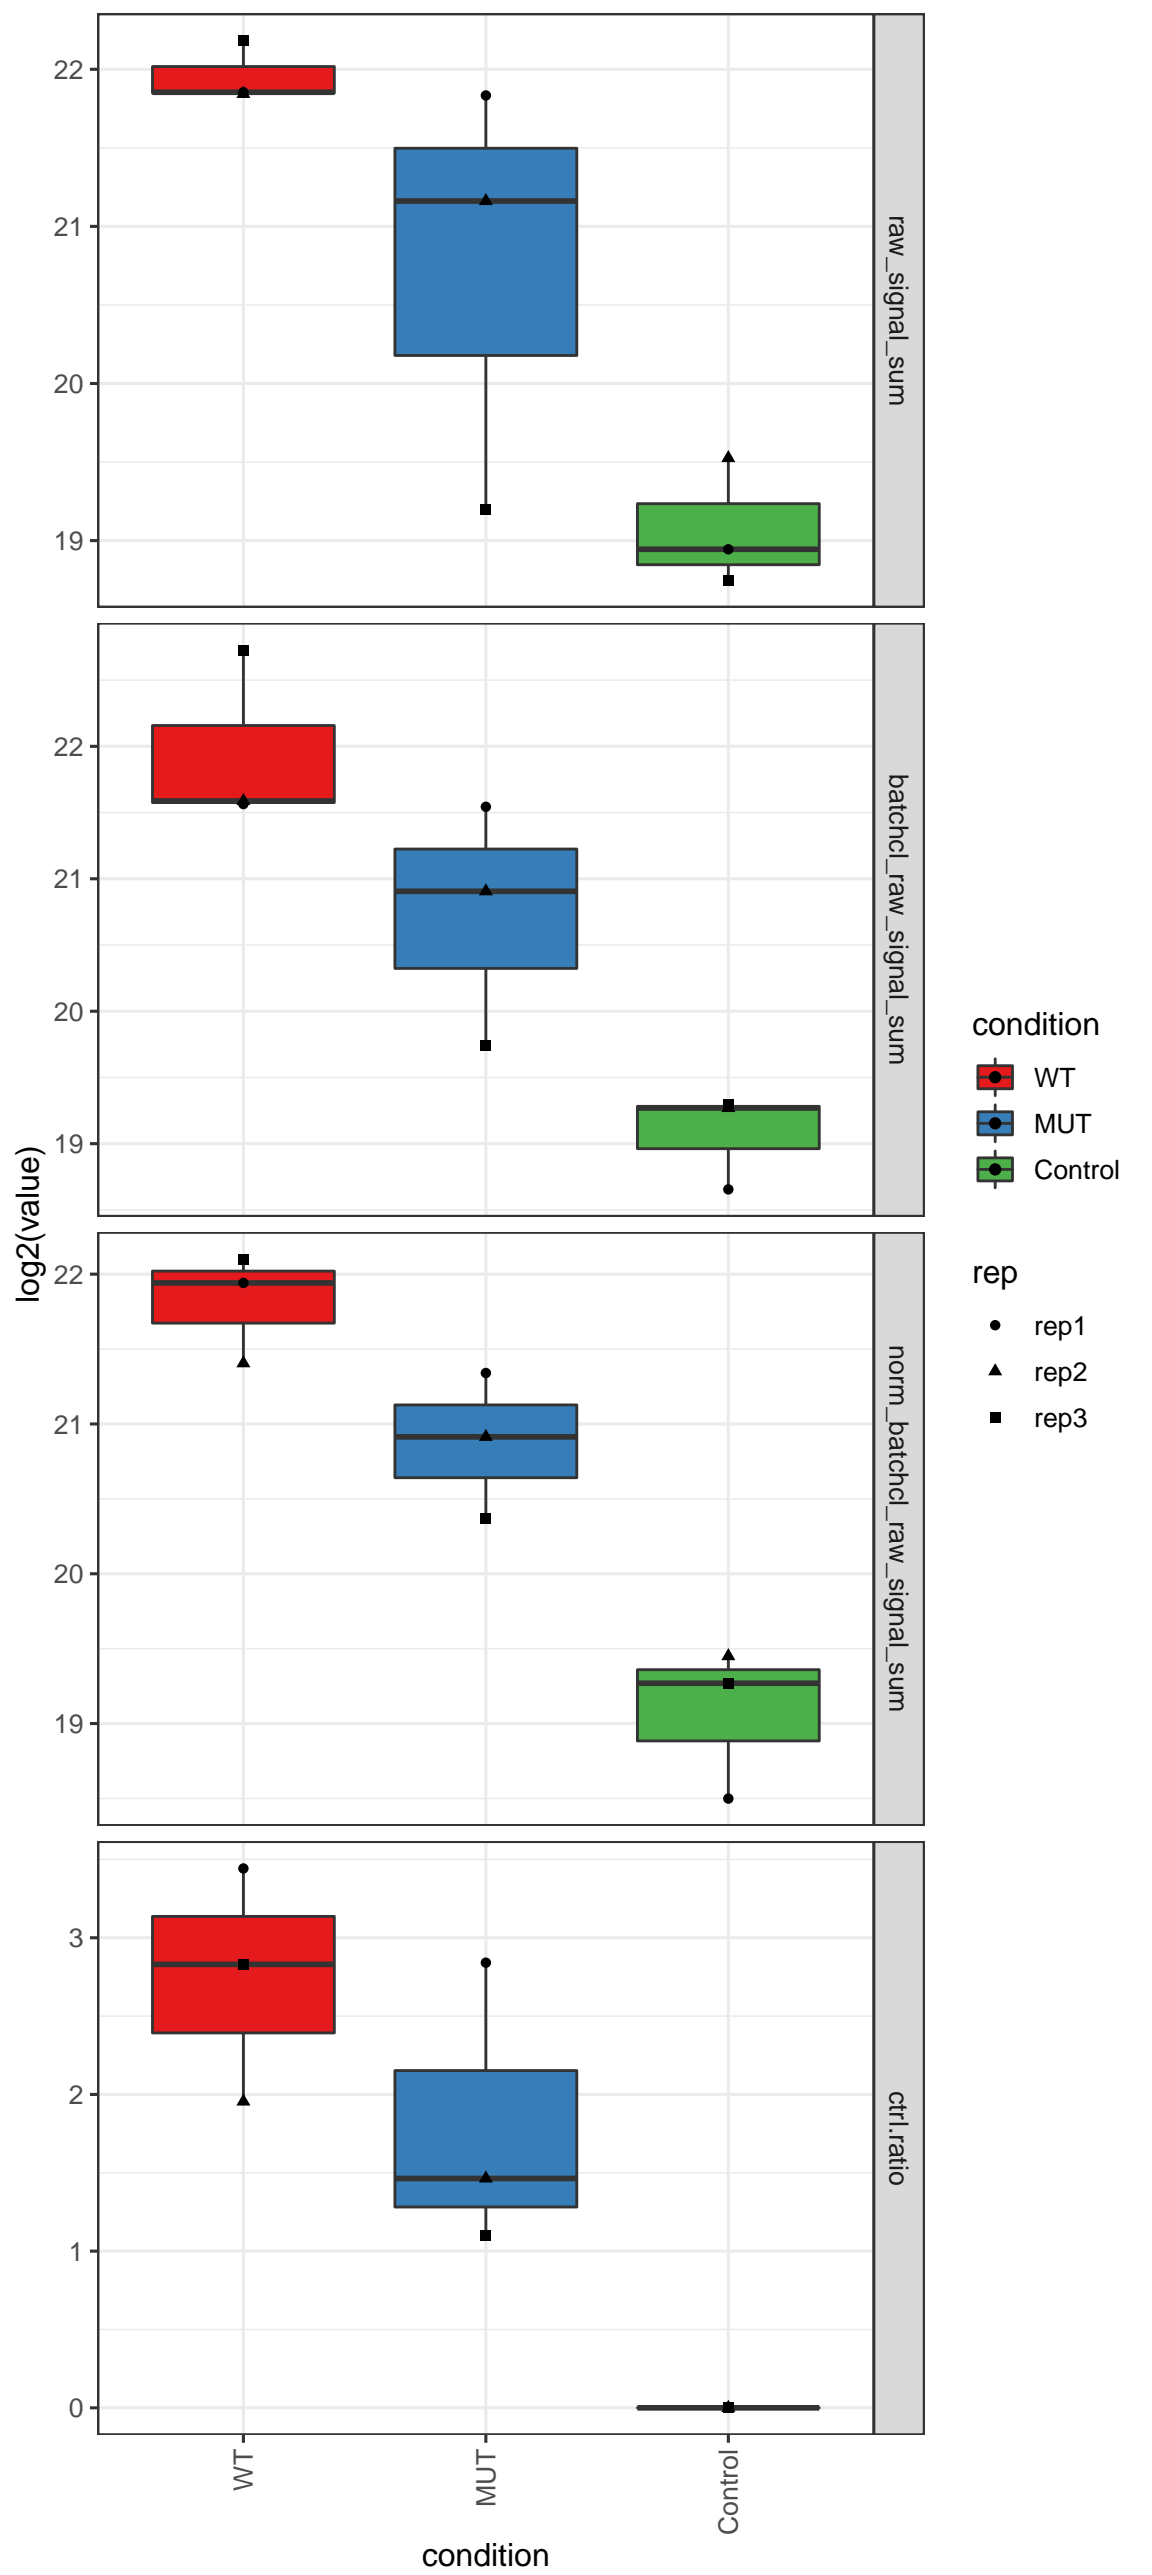 22
21
20
19
raw_signal_sum
22
21
20
19
batchcl_raw_signal_sum
log2(value)
22
21
20
19
norm_batchcl_raw_signal_sum
3
2
1
0
ctrl.ratio
WT
MUT
Control
condition
condition
WT
MUT
Control
rep
rep1
rep2
rep3